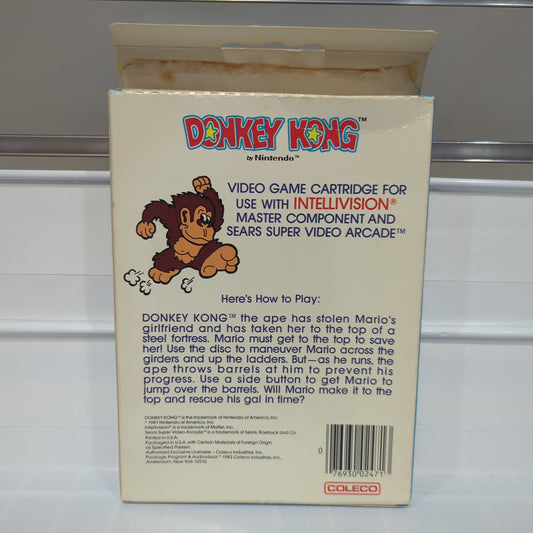 DONKEY KONG™
by Nintendo™
VIDEO GAME CARTRIDGE FOR
USE WITH INTELLIVISION®
MASTER COMPONENT AND
SEARS SUPER VIDEO ARCADE™
Here's How to Play:
DONKEY KONG™ the ape has stolen Mario's
girlfriend and has taken her to the top of a
steel fortress. Mario must get to the top to save
her! Use the disc to maneuver Mario across the
girders and up the ladders. But—as he runs, the
ape throws barrels at him to prevent his
progress. Use a side button to get Mario to
jump over the barrels. Will Mario make it to the
top and rescue his gal in time?
DONKEY KONG™ is the trademark of Nintendo of America, Inc.
© 1981 Nintendo of America, Inc.
Intellivision® is a trademark of Mattel, Inc.
Sears Super Video Arcade™ is a trademark of Sears, Roebuck and Co.
Printed in U.S.A.
Packaged in U.S.A. with Certain Materials of Foreign Origin
as Specified Therein.
Authorized Exclusive Licensee - Coleco Industries, Inc.
Package, Program & Audiovisual © 1982 Coleco Industries, Inc.,
Amsterdam, New York 12010
0 76930 02471
COLECO